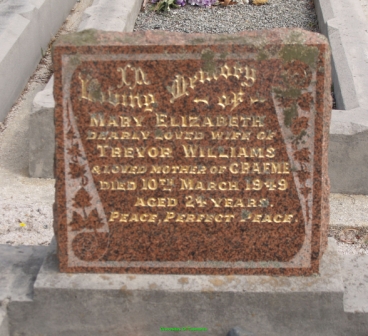 In
Loving Memory
~ of ~
Mary Elizabeth
dearly loved wife of
Trevor Williams
& loved mother of Graeme
Died 10th March 1949
aged 24 years.
Peace, Perfect Peace.